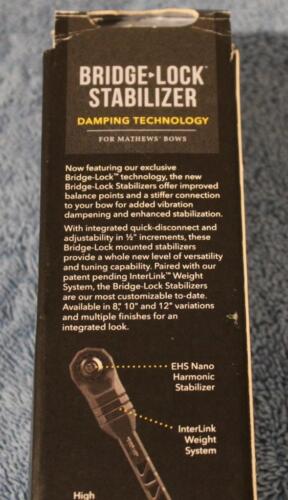 BRIDGE▸LOCK™
STABILIZER
DAMPING TECHNOLOGY
FOR MATHEWS® BOWS
Now featuring our exclusive
Bridge-Lock™ technology, the new
Bridge-Lock Stabilizers offer improved
balance points and a stiffer connection
to your bow for added vibration
dampening and enhanced stabilization.
With integrated quick-disconnect and
adjustability in ½" increments, these
Bridge-Lock mounted stabilizers
provide a whole new level of versatility
and tuning capability. Paired with our
patent pending InterLink™ Weight
System, the Bridge-Lock Stabilizers
are our most customizable to-date.
Available in 8", 10" and 12" variations
and multiple finishes for an
integrated look.
EHS Nano
Harmonic
Stabilizer
InterLink
Weight
System
High